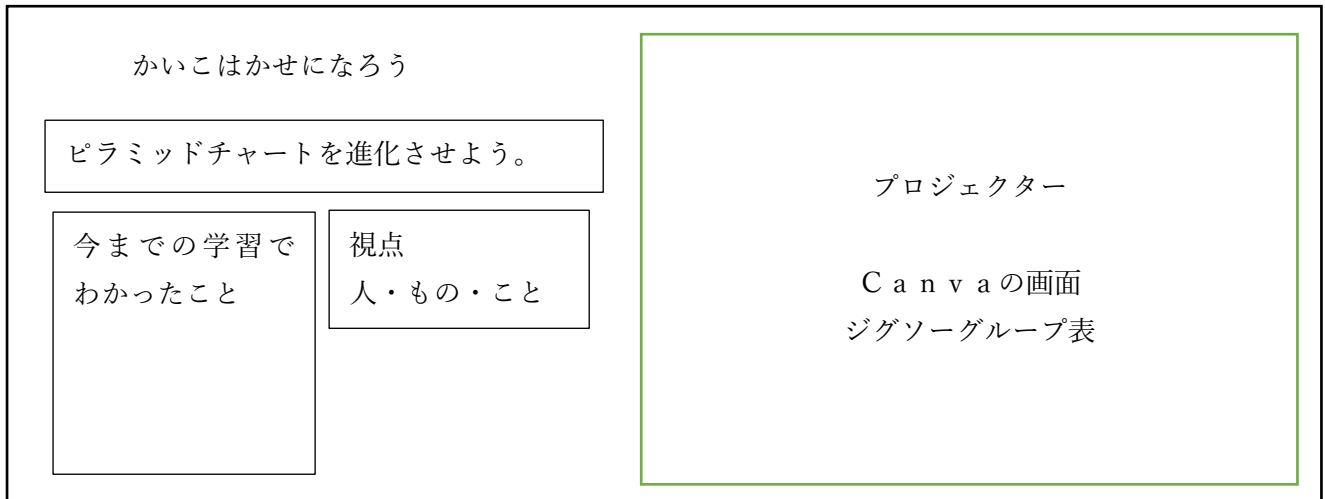 かいこはかせになろう
ピラミッドチャートを進化させよう。
今までの学習で
わかったこと
視点
人・もの・こと
プロジェクター
Ｃａｎｖａの画面
ジグソーグループ表